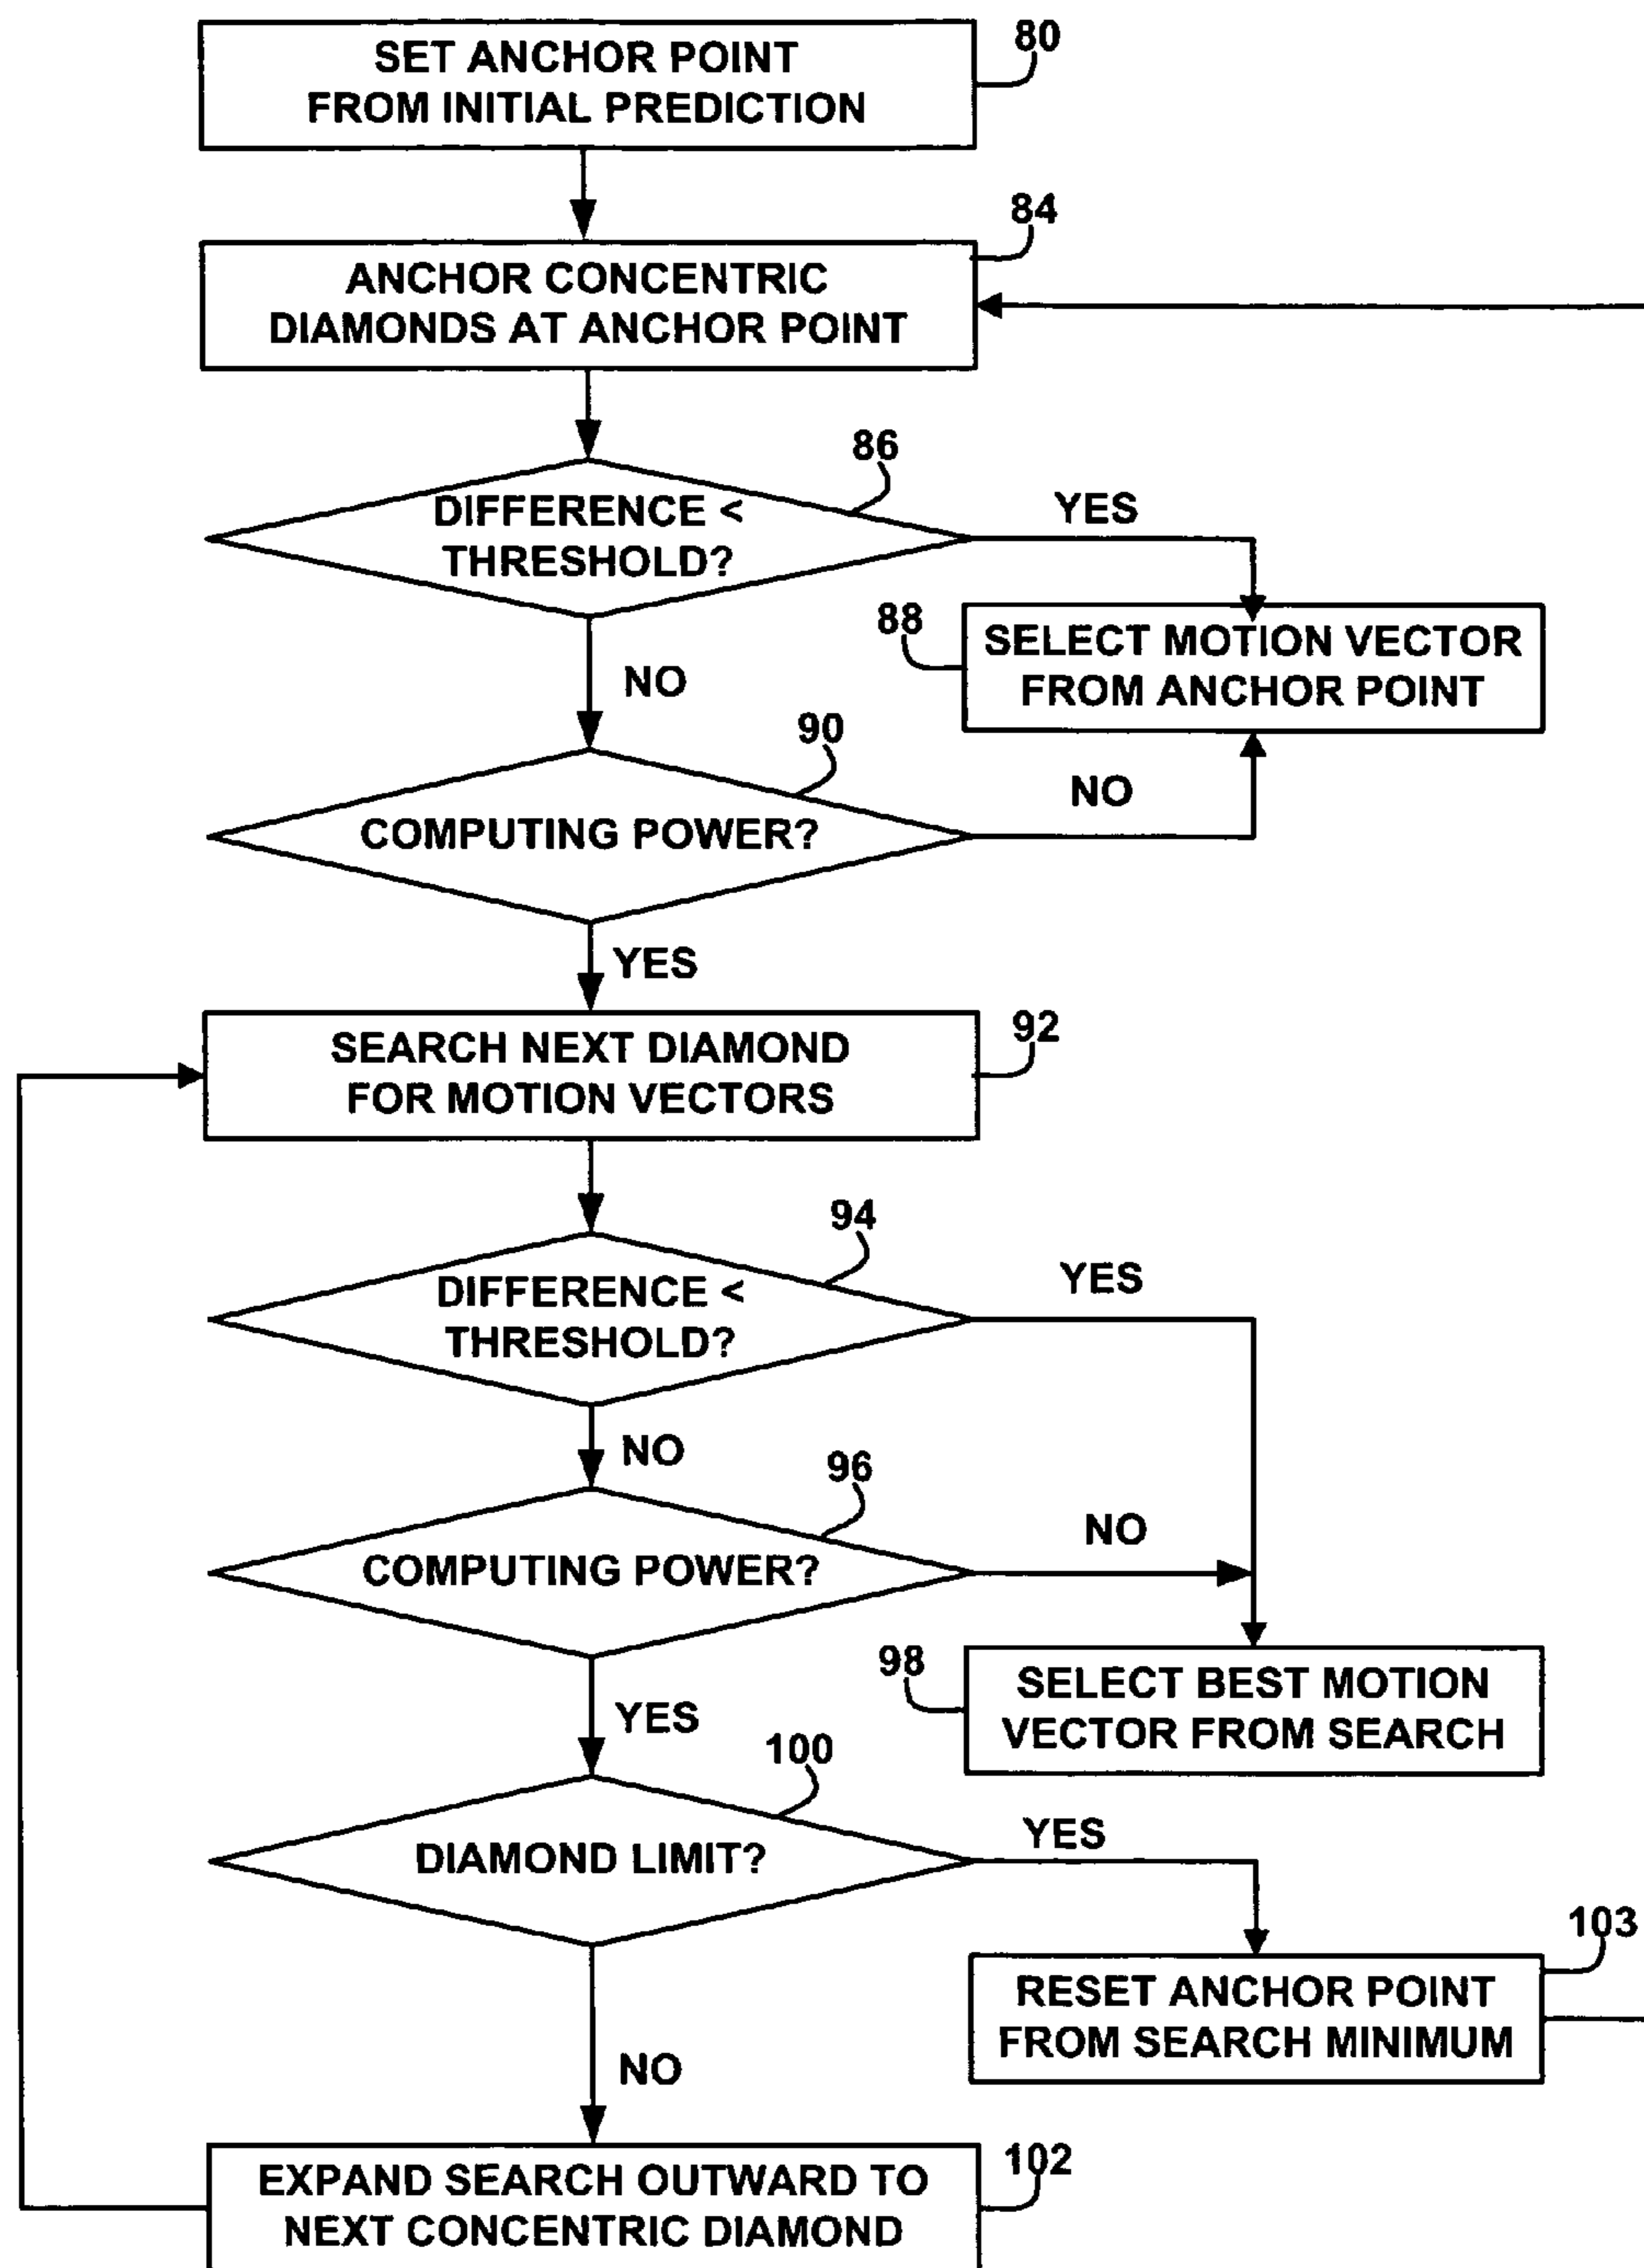 80
SET ANCHOR POINT
FROM INITIAL PREDICTION
84
ANCHOR CONCENTRIC
DIAMONDS AT ANCHOR POINT
86
DIFFERENCE <
THRESHOLD?
YES
88
SELECT MOTION VECTOR
FROM ANCHOR POINT
NO
90
COMPUTING POWER?
NO
YES
92
SEARCH NEXT DIAMOND
FOR MOTION VECTORS
94
DIFFERENCE <
THRESHOLD?
YES
NO
96
COMPUTING POWER?
NO
98
SELECT BEST MOTION
VECTOR FROM SEARCH
YES
100
DIAMOND LIMIT?
YES
103
RESET ANCHOR POINT
FROM SEARCH MINIMUM
NO
102
EXPAND SEARCH OUTWARD TO
NEXT CONCENTRIC DIAMOND